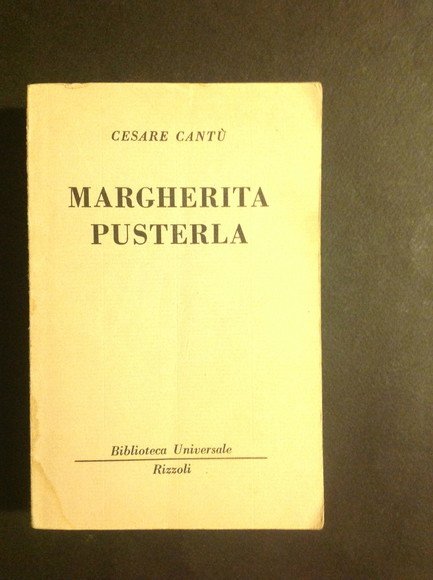 CESARE CANTÙ
MARGHERITA
PUSTERLA
Biblioteca Universale
Rizzoli